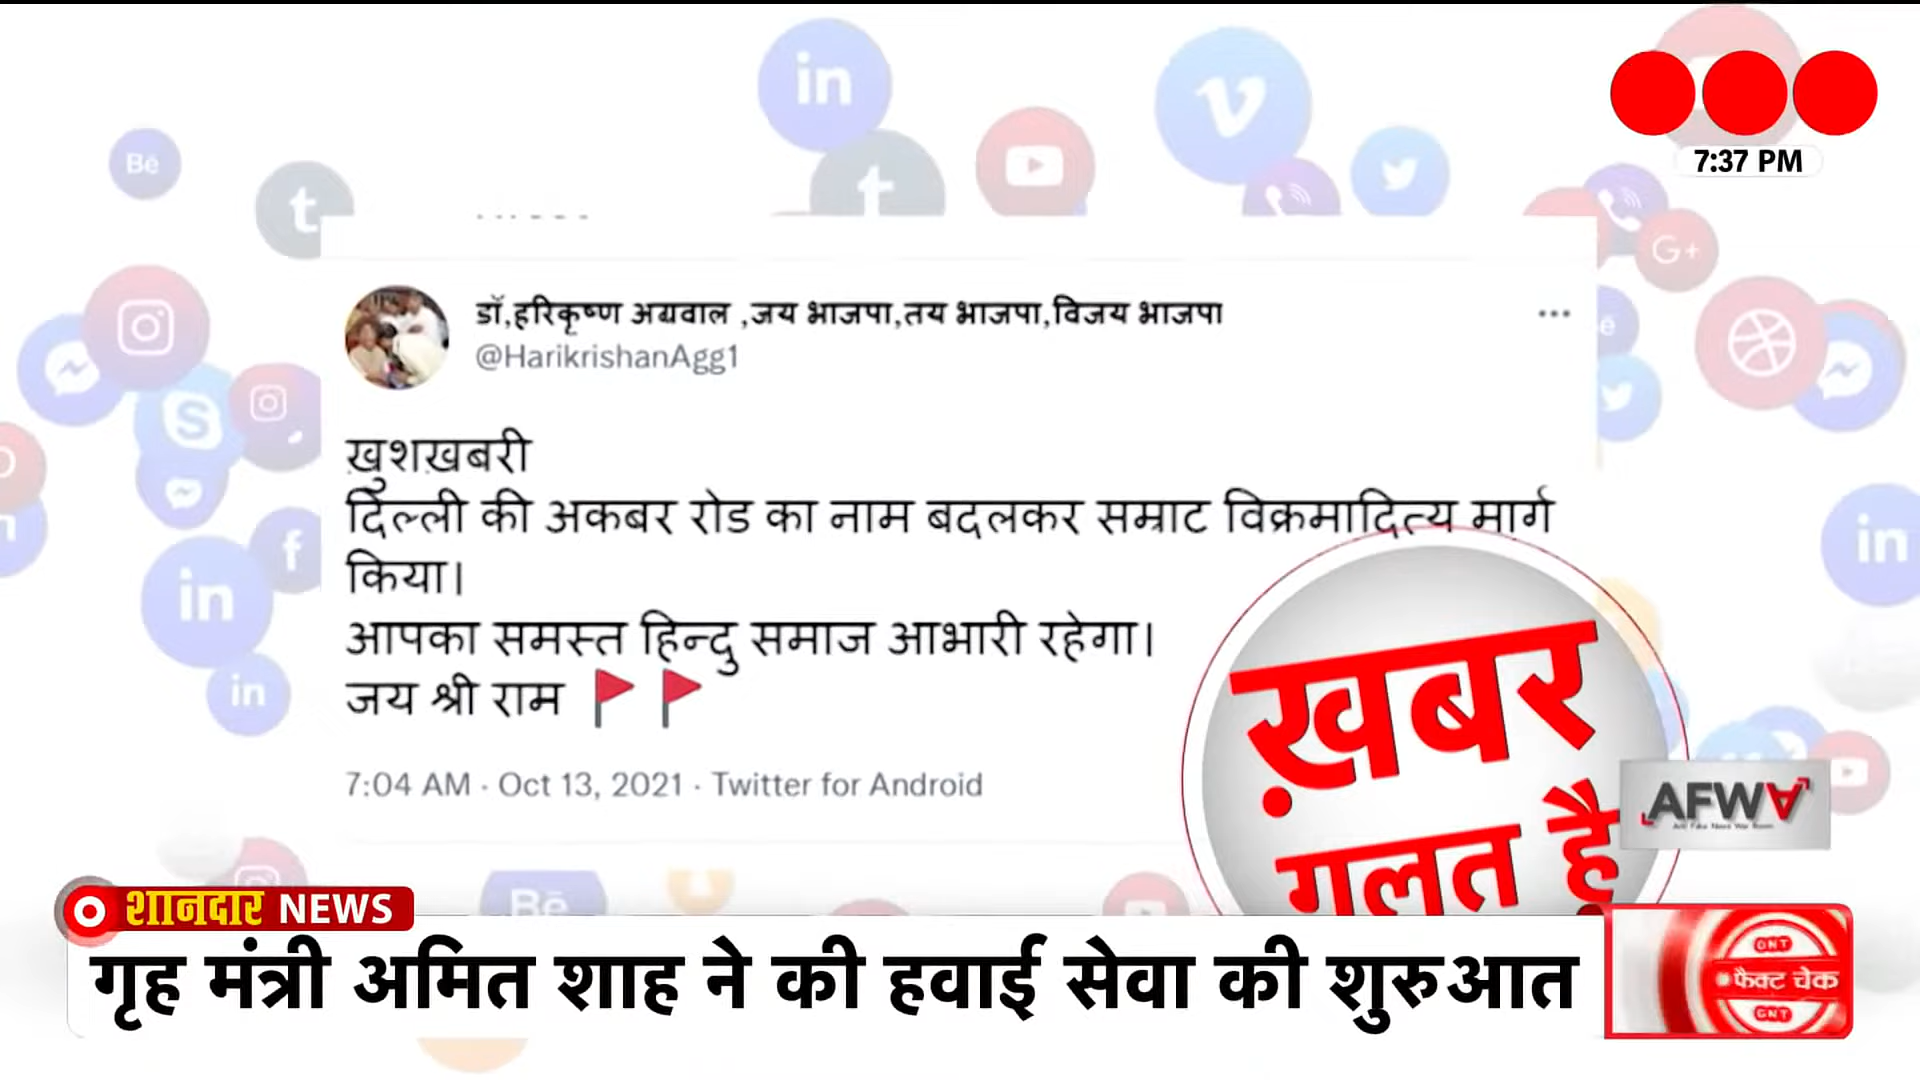 7:37 PM
डॉ,हरिकृष्ण अग्रवाल ,जय भाजपा,तय भाजपा,विजय भाजपा
@HarikrishanAgg1
ख़ुशख़बरी
दिल्ली की अकबर रोड का नाम बदलकर सम्राट विक्रमादित्य मार्ग
किया।
आपका समस्त हिन्दु समाज आभारी रहेगा।
जय श्री राम
7:04 AM · Oct 13, 2021 · Twitter for Android
ख़बर
गलत है
AFWA
शानदार NEWS
गृह मंत्री अमित शाह ने की हवाई सेवा की शुरुआत
GNT
#फैक्ट चेक
GNT